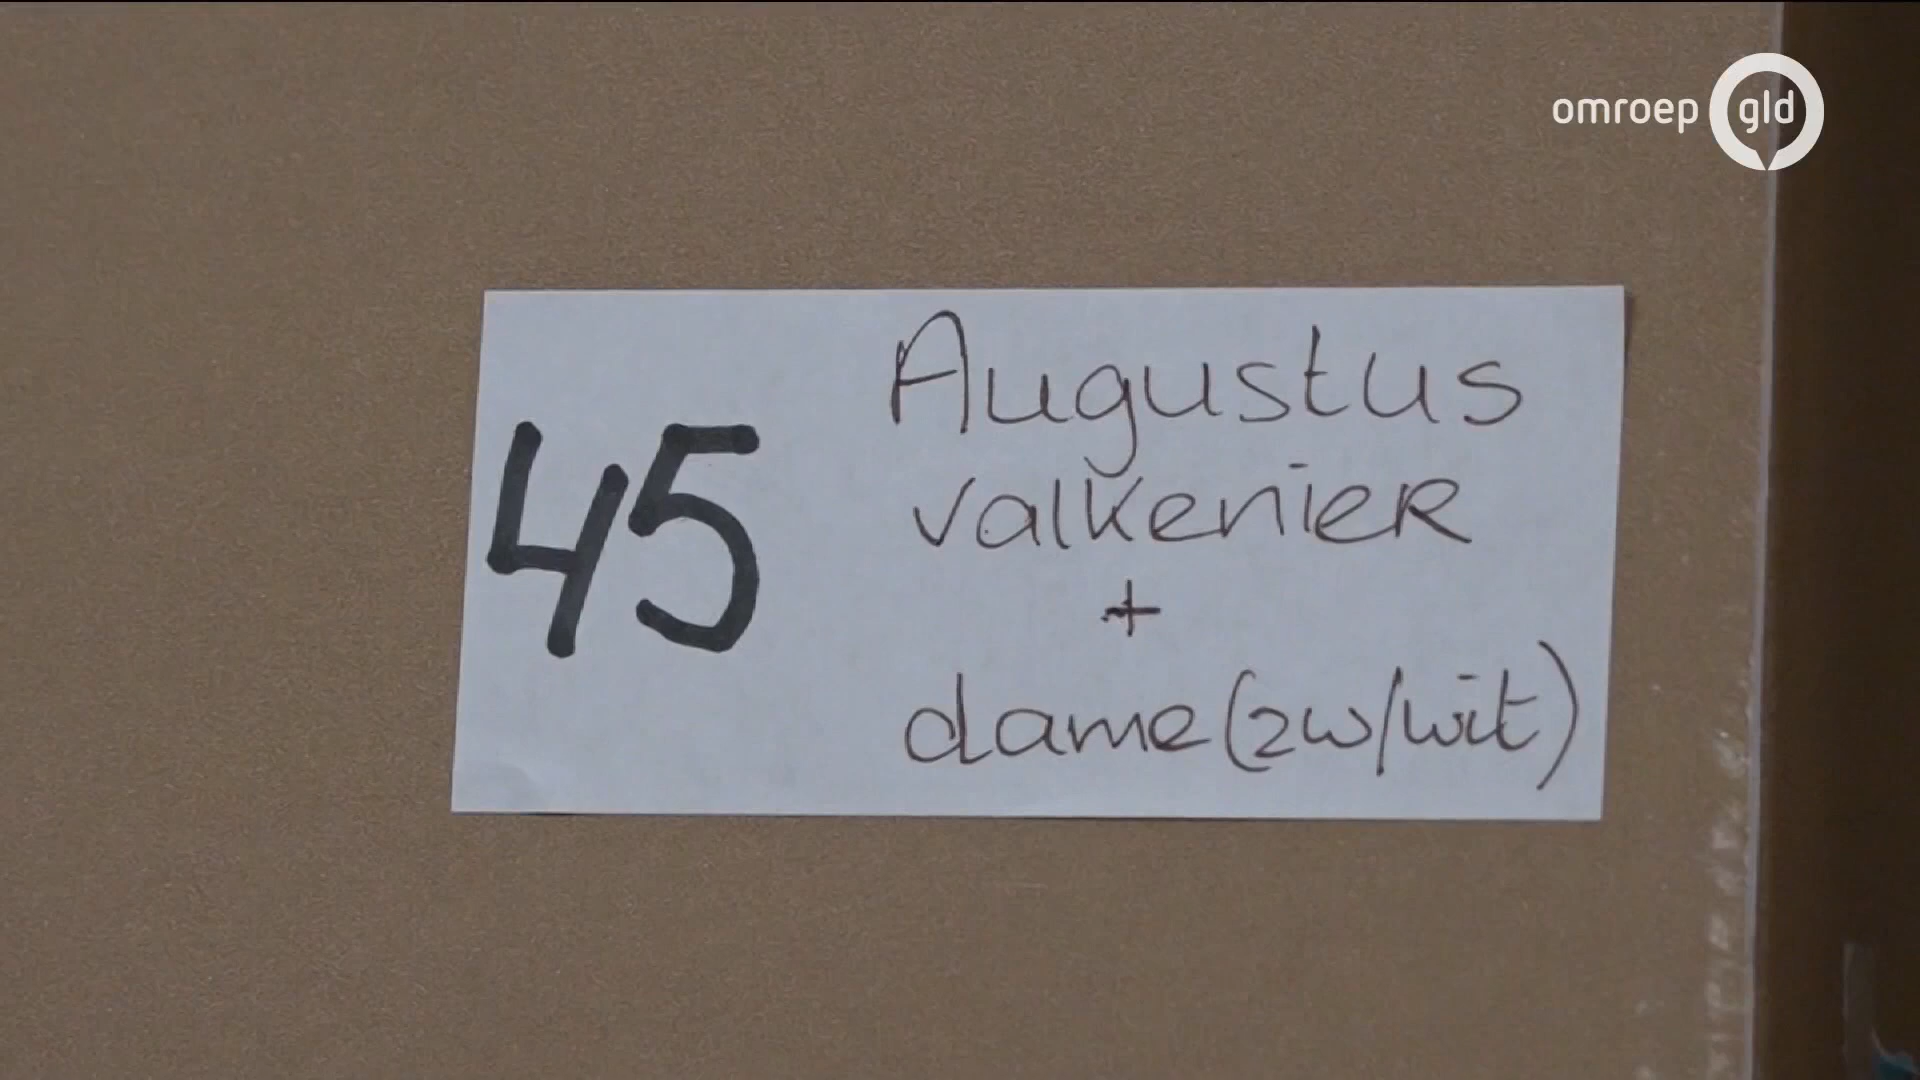 omroep gld
45
Augustus
valkenier
+
dame (zw/wit)